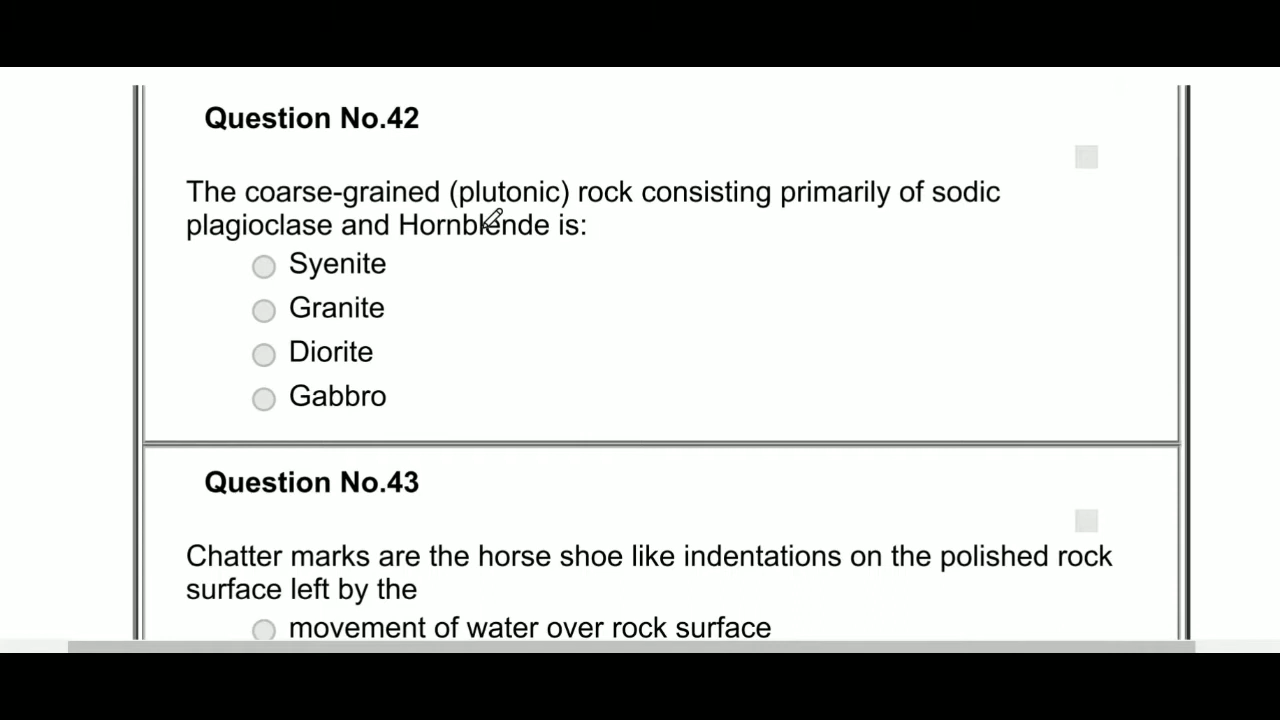 Question No.42
The coarse-grained (plutonic) rock consisting primarily of sodic
plagioclase and Hornblende is:
Syenite
Granite
Diorite
Gabbro
Question No.43
Chatter marks are the horse shoe like indentations on the polished rock
surface left by the
movement of water over rock surface